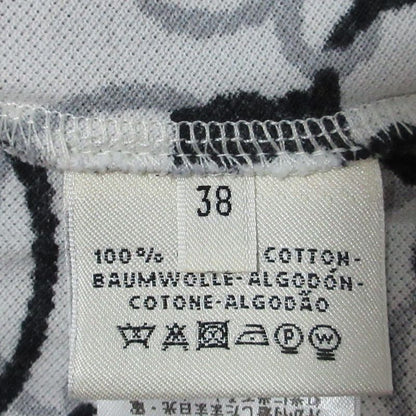 38
100% COTTON-
BAUMWOLLE-ALGODÓN-
COTONE-ALGODÃO
P W